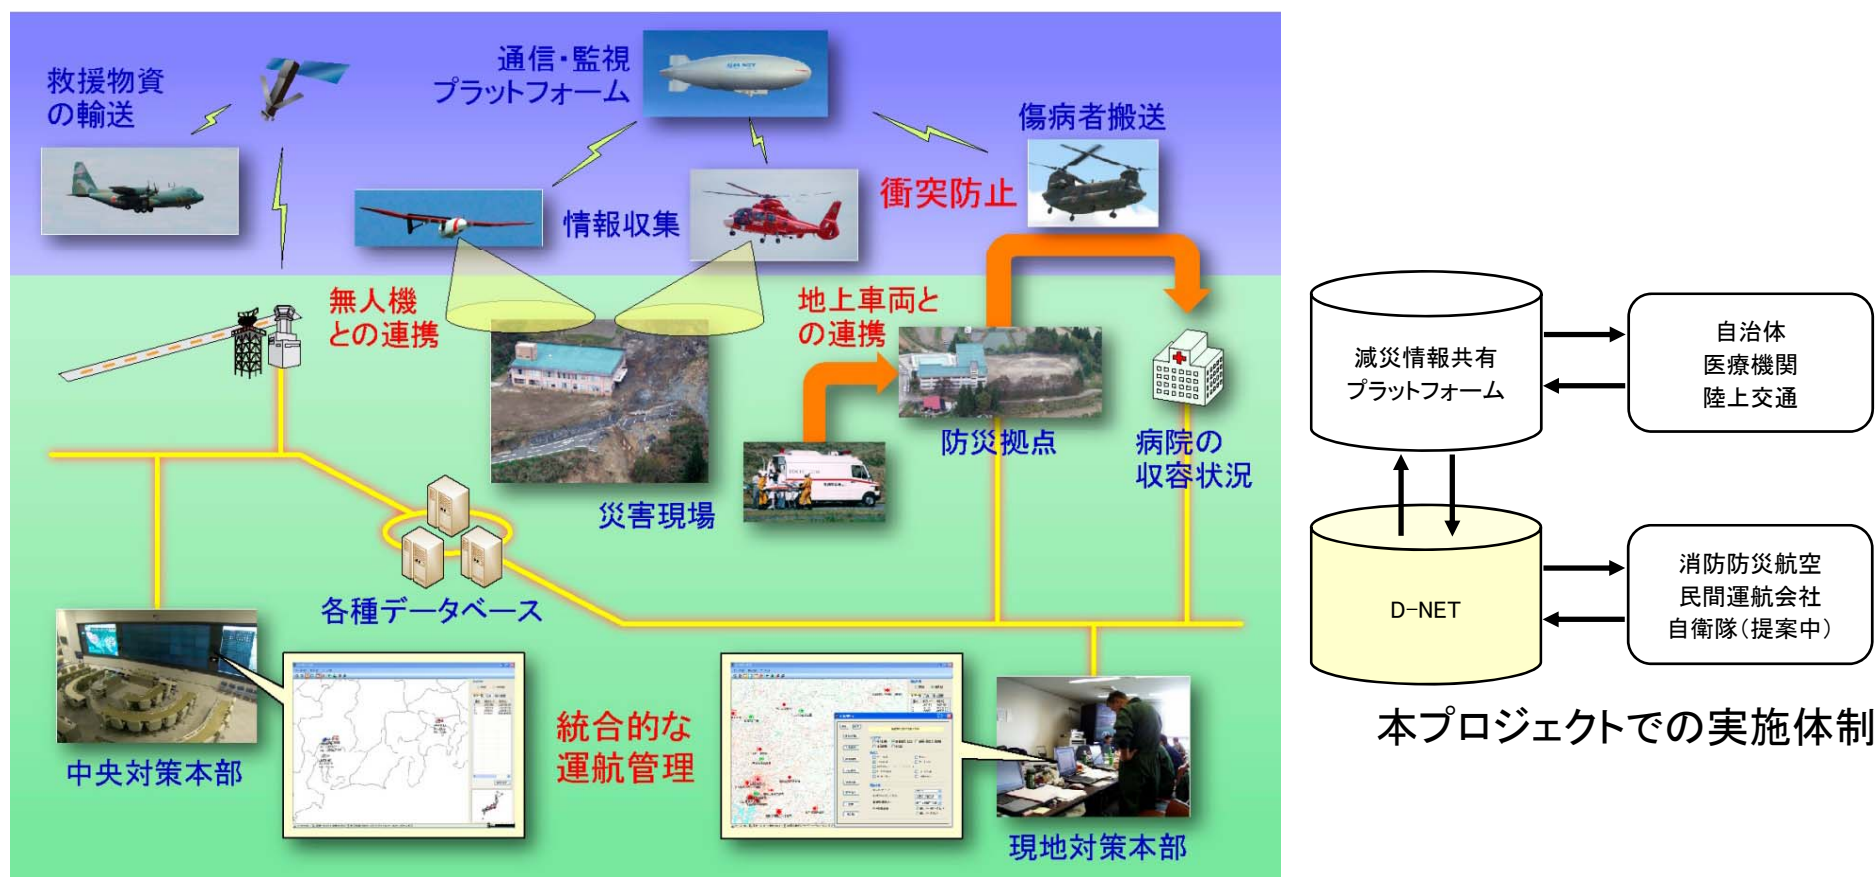 救援物資
の輸送
通信・監視
プラットフォーム
傷病者搬送
情報収集
衝突防止
無人機
との連携
地上車両と
の連携
災害現場
防災拠点
病院の
収容状況
各種データベース
中央対策本部
統合的な
運航管理
現地対策本部
減災情報共有
プラットフォーム
自治体
医療機関
陸上交通
D-NET
消防防災航空
民間運航会社
自衛隊(提案中)
本プロジェクトでの実施体制